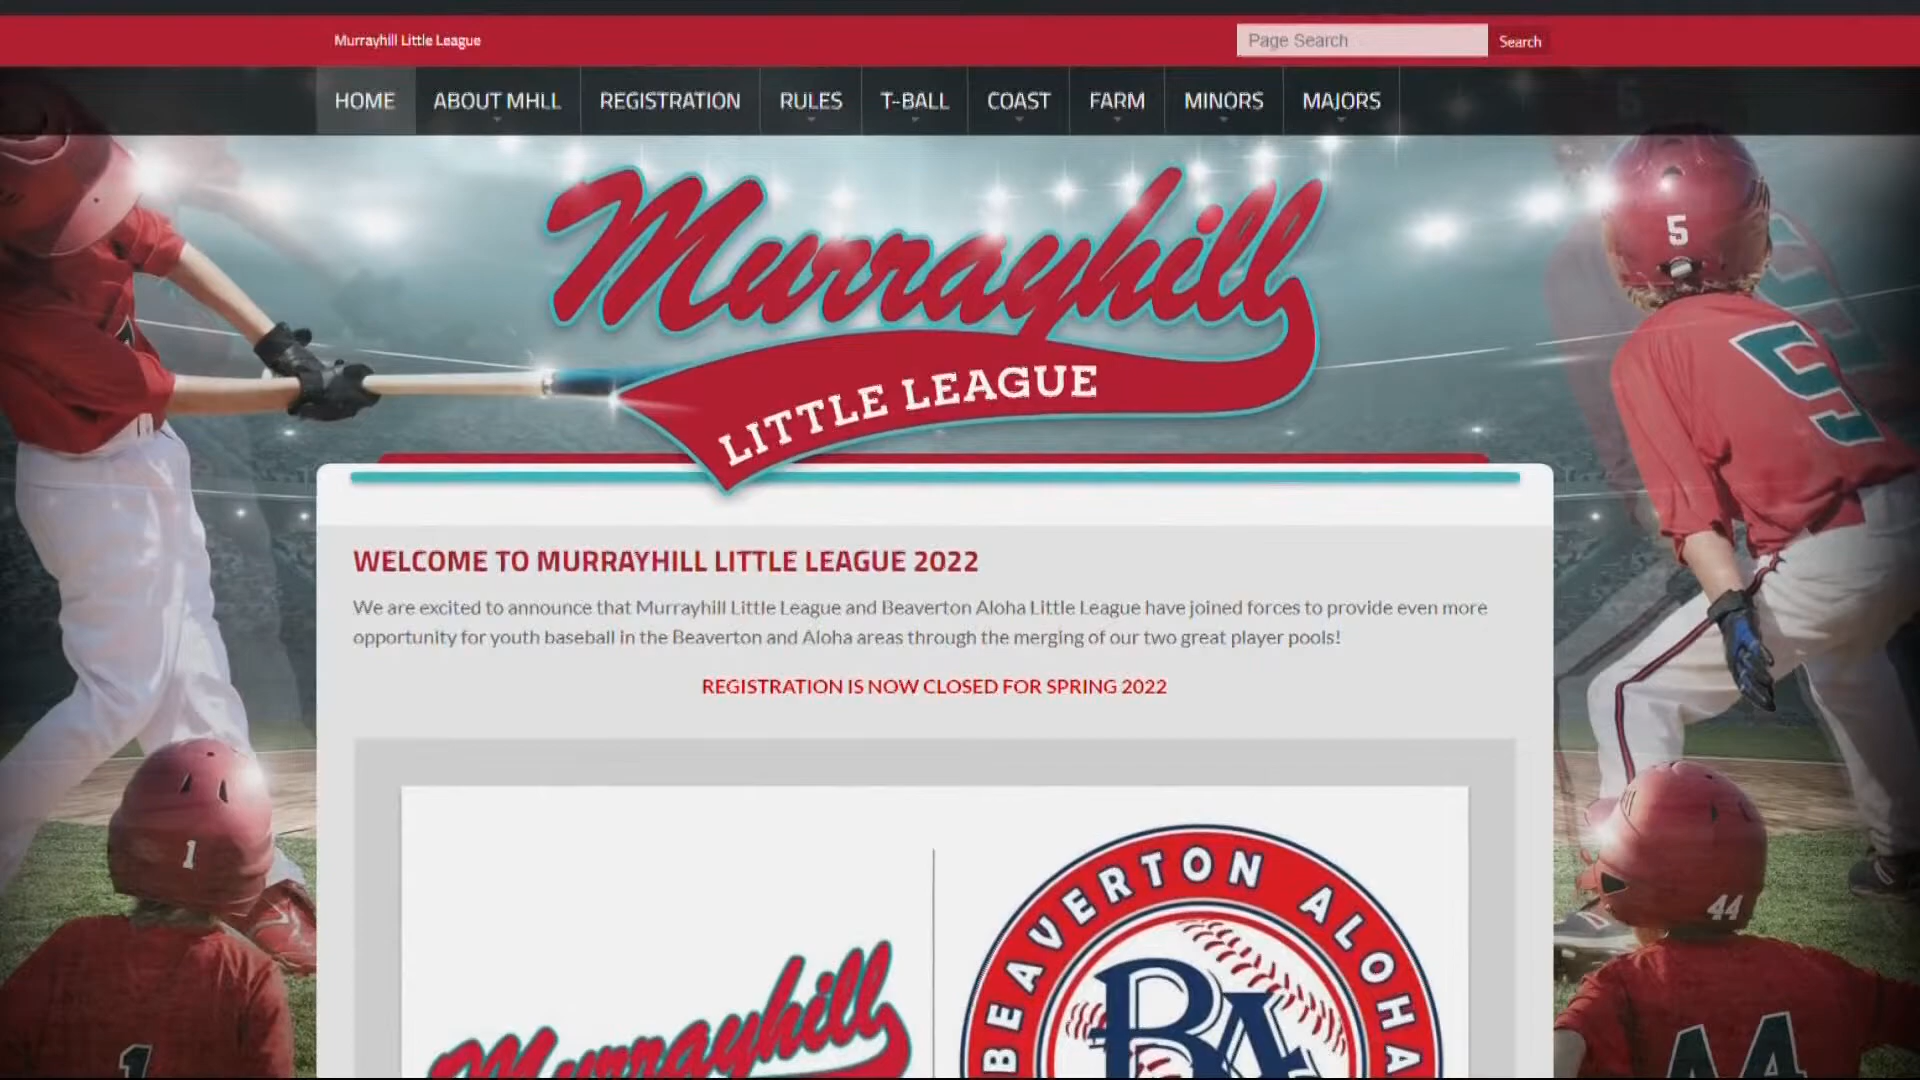 Murrayhill Little League
Page Search
Search
HOME
ABOUT MHLL
REGISTRATION
RULES
T-BALL
COAST
FARM
MINORS
MAJORS
Murrayhill
LITTLE LEAGUE
5
5
WELCOME TO MURRAYHILL LITTLE LEAGUE 2022
We are excited to announce that Murrayhill Little League and Beaverton Aloha Little League have joined forces to provide even more
opportunity for youth baseball in the Beaverton and Aloha areas through the merging of our two great player pools!
REGISTRATION IS NOW CLOSED FOR SPRING 2022
1
1
44
44
Murrayhill
BEAVERTON ALOHA
BA